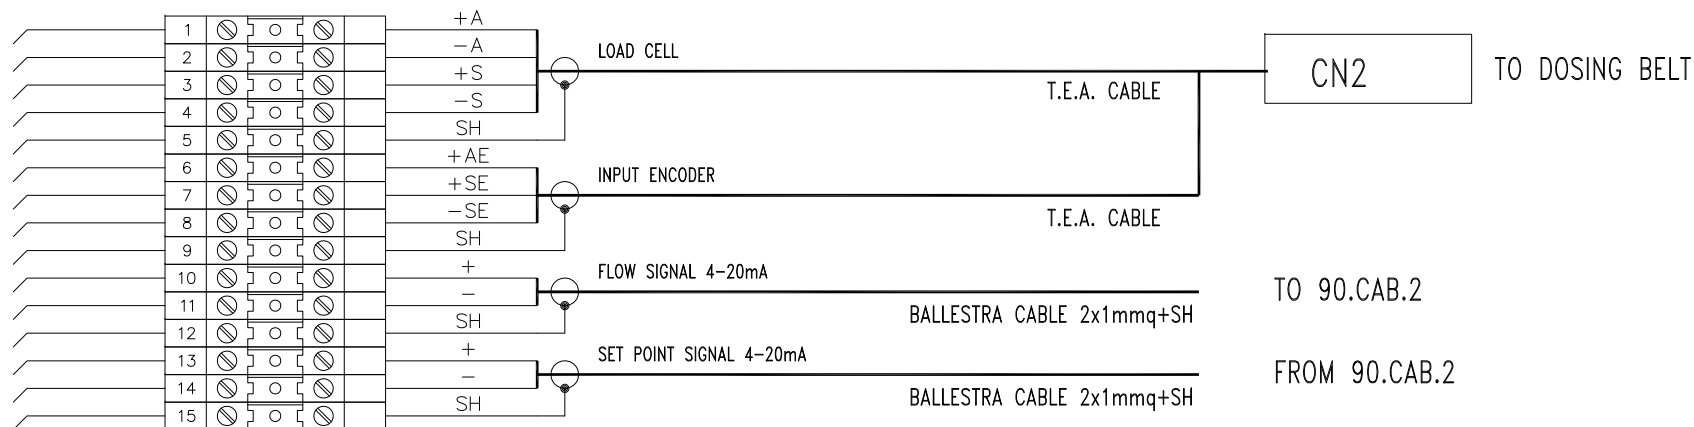 1 +A
2 −A
3 +S
4 −S
5 SH
LOAD CELL
T.E.A. CABLE
CN2
TO DOSING BELT
6 +AE
7 +SE
8 −SE
9 SH
INPUT ENCODER
T.E.A. CABLE
10 +
11 −
12 SH
FLOW SIGNAL 4−20mA
BALLESTRA CABLE 2x1mmq+SH
TO 90.CAB.2
13 +
14 −
15 SH
SET POINT SIGNAL 4−20mA
BALLESTRA CABLE 2x1mmq+SH
FROM 90.CAB.2